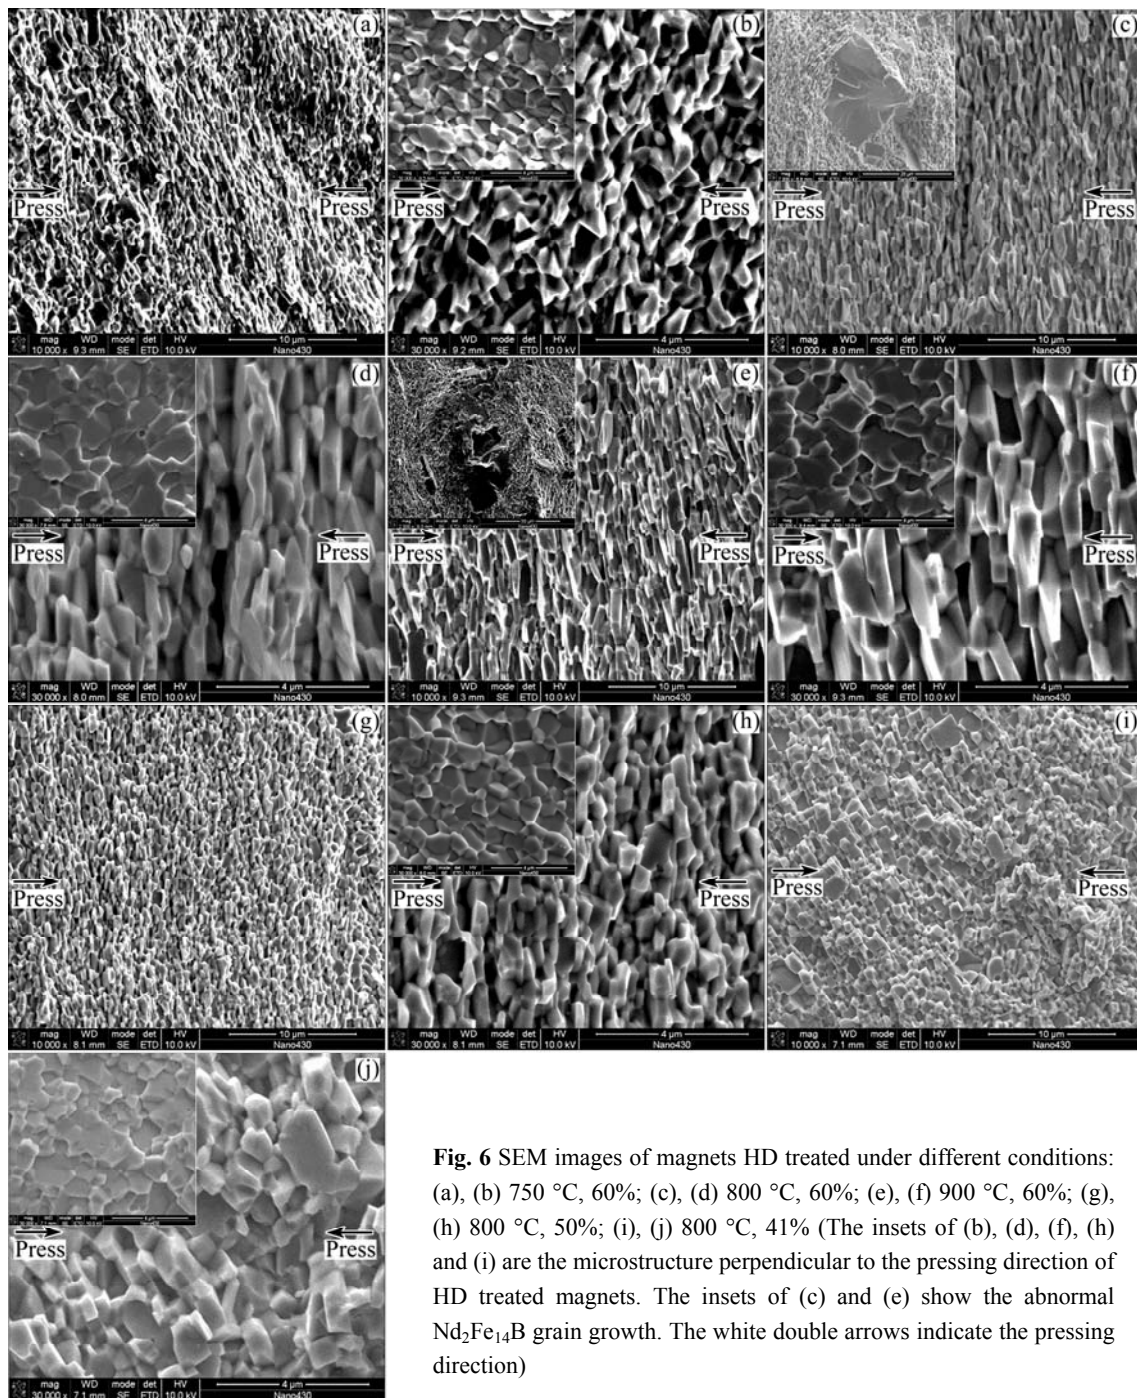 (a)
Press
Press
mag WD mode det HV
10 μm
10 000 x 9.3 mm SE ETD 10.0 kV
Nano430
(b)
Press
Press
mag WD mode det HV
4 μm
30 000 x 9.2 mm SE ETD 10.0 kV
Nano430
(c)
Press
Press
mag WD mode det HV
10 μm
10 000 x 8.0 mm SE ETD 10.0 kV
Nano430
(d)
Press
Press
mag WD mode det HV
4 μm
30 000 x 8.0 mm SE ETD 10.0 kV
Nano430
(e)
Press
Press
mag WD mode det HV
10 μm
10 000 x 9.3 mm SE ETD 10.0 kV
Nano430
(f)
Press
Press
mag WD mode det HV
4 μm
30 000 x 9.3 mm SE ETD 10.0 kV
Nano430
(g)
Press
Press
mag WD mode det HV
10 μm
10 000 x 8.1 mm SE ETD 10.0 kV
Nano430
(h)
Press
Press
mag WD mode det HV
4 μm
30 000 x 8.1 mm SE ETD 10.0 kV
Nano430
(i)
Press
Press
mag WD mode det HV
10 μm
10 000 x 7.1 mm SE ETD 10.0 kV
Nano430
(j)
Press
Press
mag WD mode det HV
4 μm
30 000 x 7.1 mm SE ETD 10.0 kV
Nano430
Fig. 6 SEM images of magnets HD treated under different conditions:
(a), (b) 750 °C, 60%; (c), (d) 800 °C, 60%; (e), (f) 900 °C, 60%; (g),
(h) 800 °C, 50%; (i), (j) 800 °C, 41% (The insets of (b), (d), (f), (h)
and (i) are the microstructure perpendicular to the pressing direction of
HD treated magnets. The insets of (c) and (e) show the abnormal
Nd₂Fe₁₄B grain growth. The white double arrows indicate the pressing
direction)